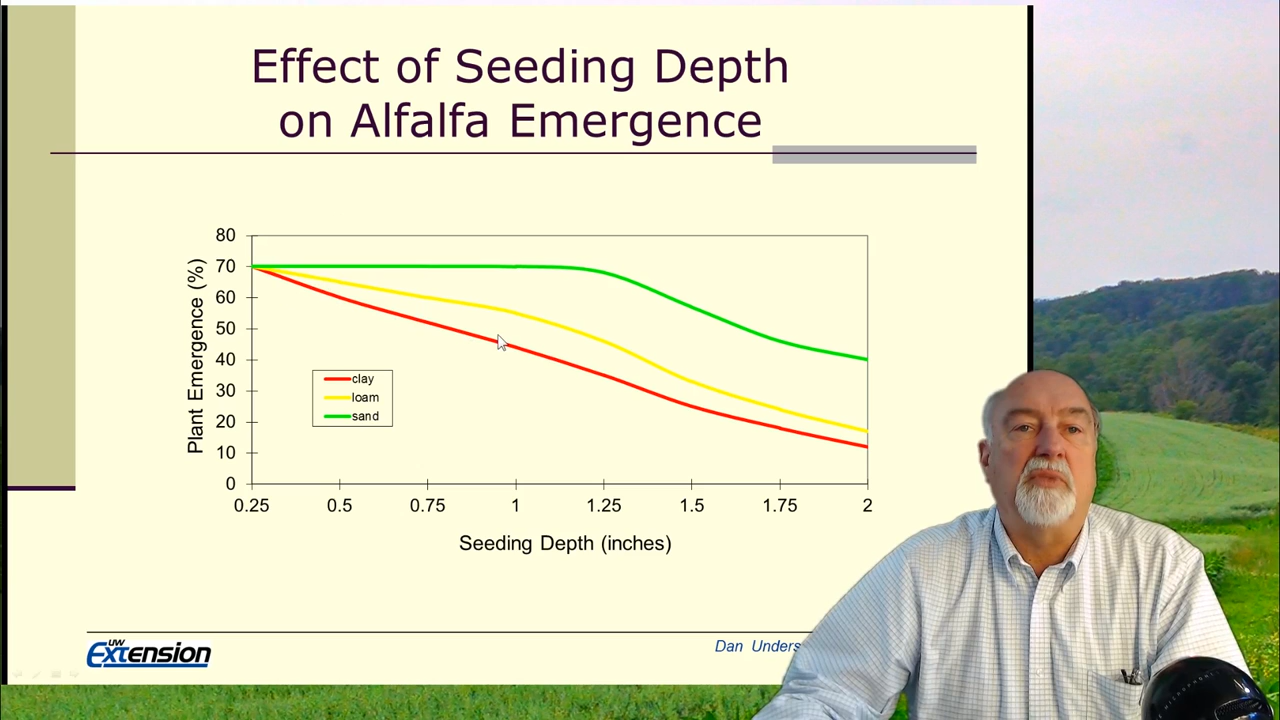 Effect of Seeding Depth
on Alfalfa Emergence
80
70
60
50
40
30
20
10
0
Plant Emergence (%)
clay
loam
sand
0.25 0.5 0.75 1 1.25 1.5 1.75 2
Seeding Depth (inches)
UW
Extension
Dan Unders